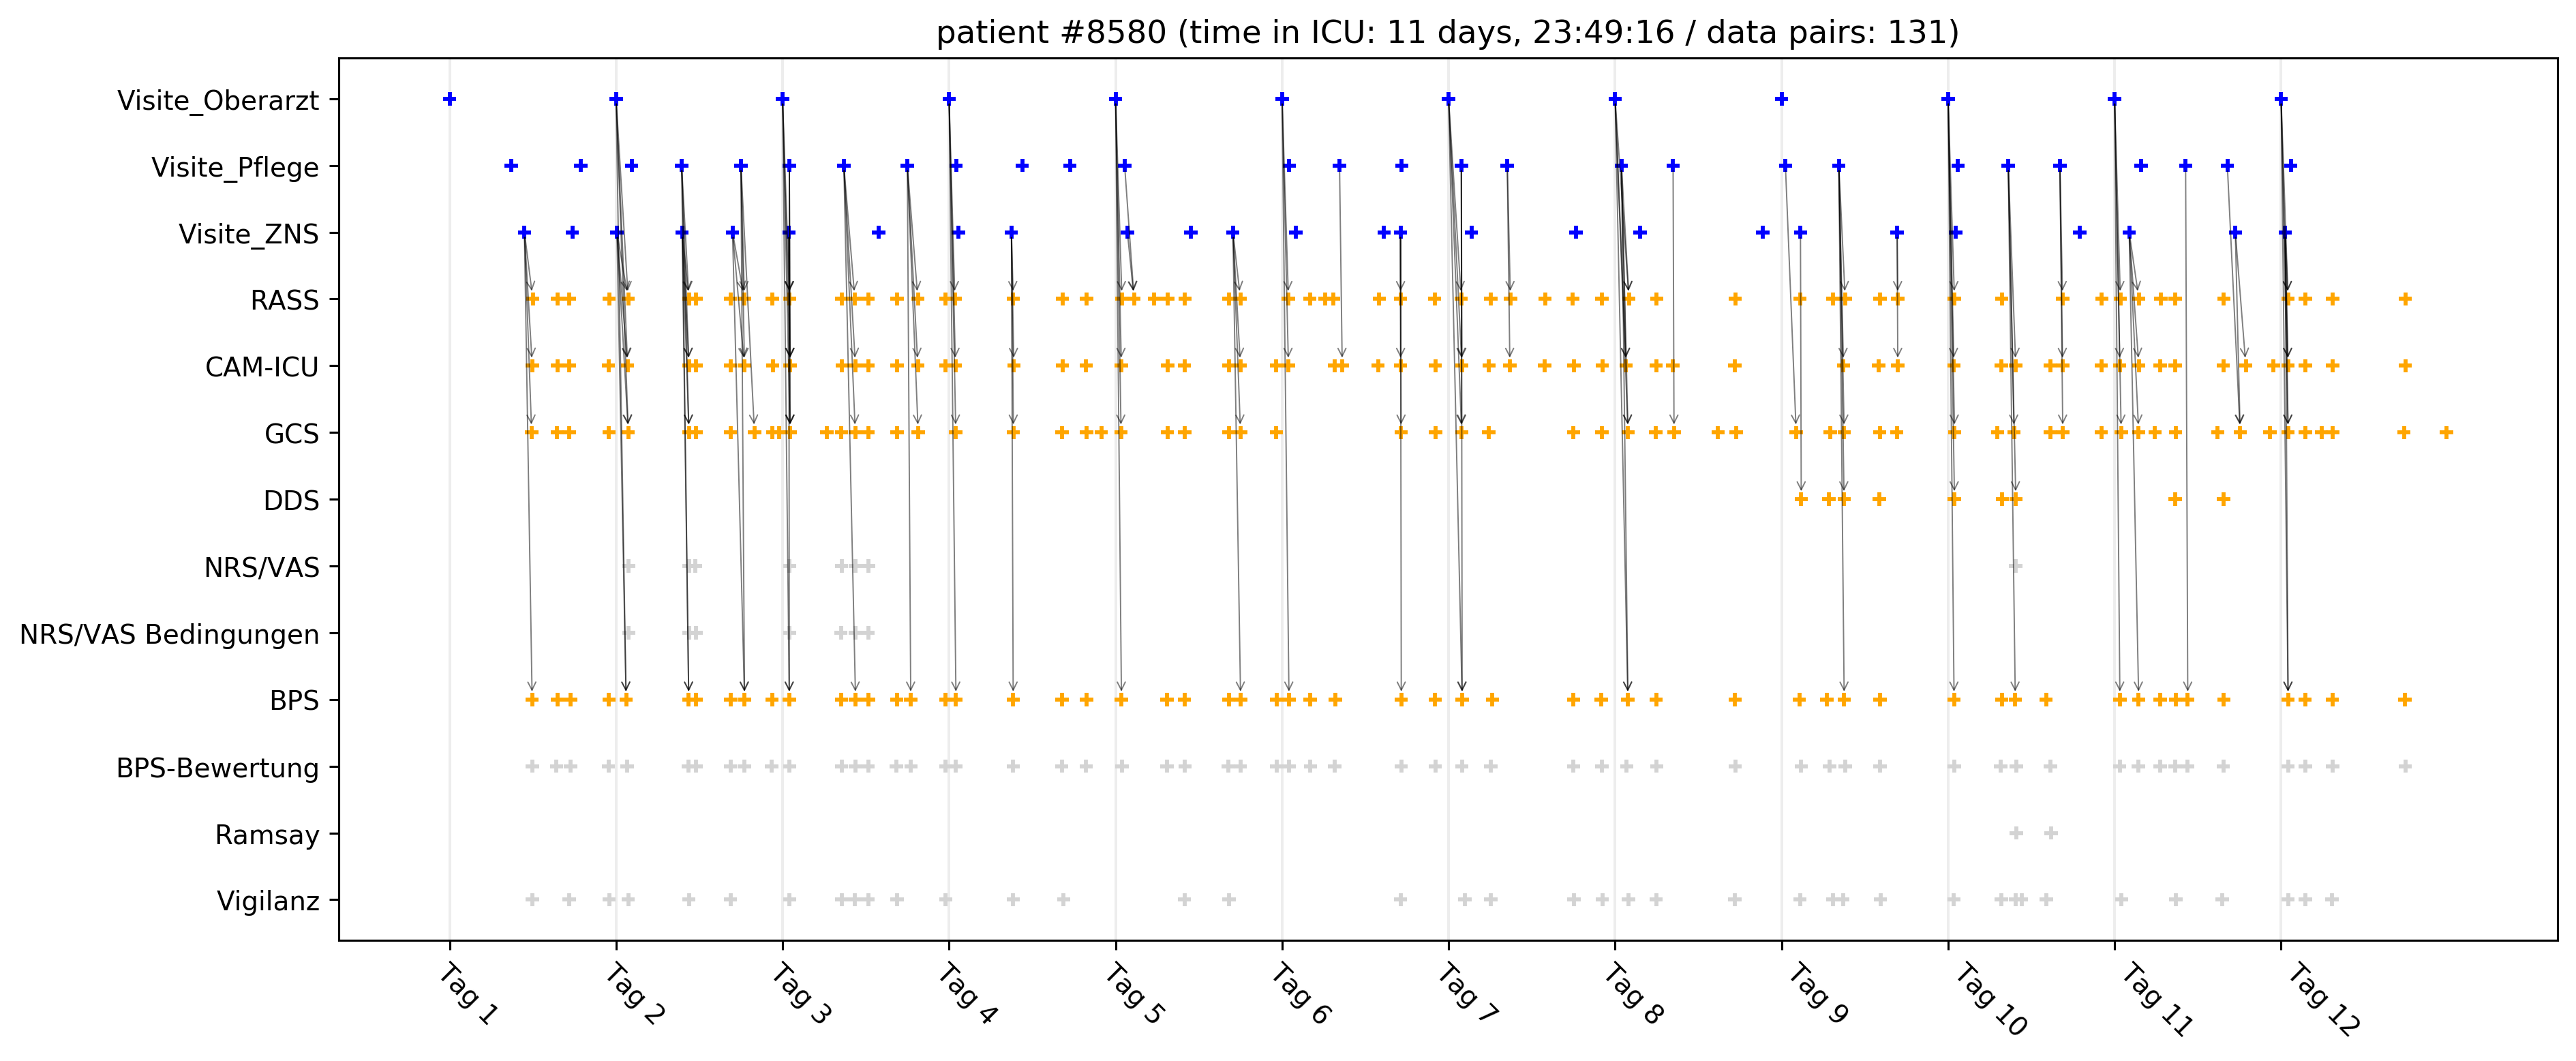 patient #8580 (time in ICU: 11 days, 23:49:16 / data pairs: 131)
Visite_Oberarzt
Visite_Pflege
Visite_ZNS
RASS
CAM-ICU
GCS
DDS
NRS/VAS
NRS/VAS Bedingungen
BPS
BPS-Bewertung
Ramsay
Vigilanz
Tag 1
Tag 2
Tag 3
Tag 4
Tag 5
Tag 6
Tag 7
Tag 8
Tag 9
Tag 10
Tag 11
Tag 12